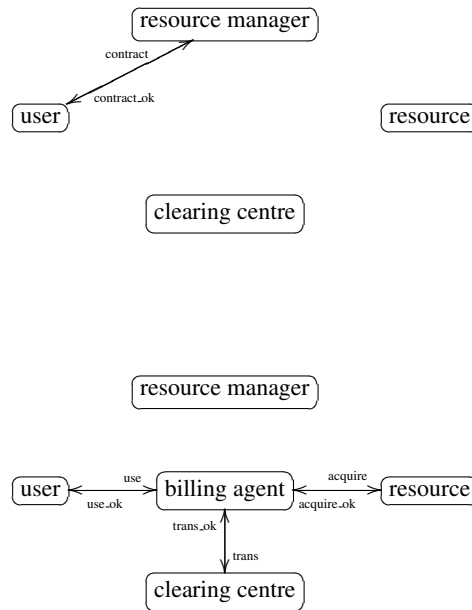 resource manager
contract
contract_ok
user
resource
clearing centre
resource manager
use
acquire
user
billing agent
resource
use_ok
acquire_ok
trans_ok
trans
clearing centre